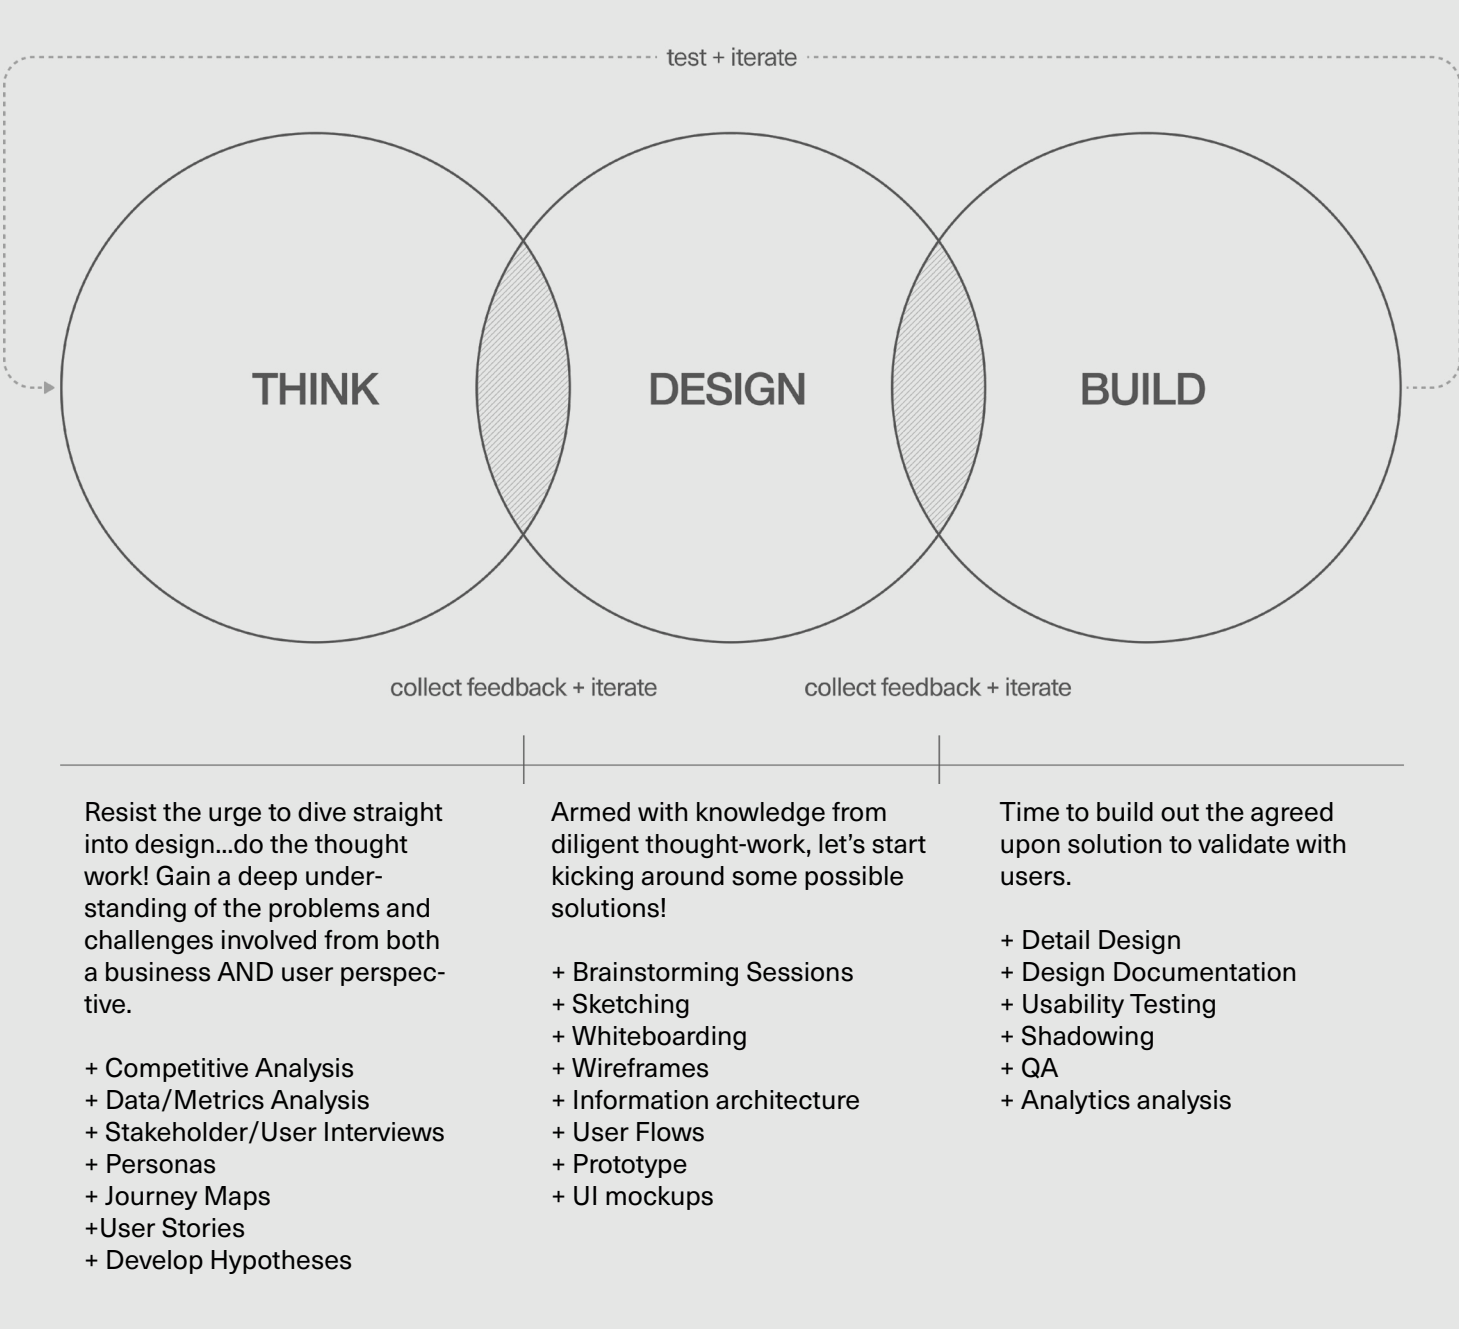 test + iterate
THINK
DESIGN
BUILD
collect feedback + iterate
collect feedback + iterate
Resist the urge to dive straight
into design...do the thought
work! Gain a deep under-
standing of the problems and
challenges involved from both
a business AND user perspec-
tive.
+ Competitive Analysis
+ Data/Metrics Analysis
+ Stakeholder/User Interviews
+ Personas
+ Journey Maps
+User Stories
+ Develop Hypotheses
Armed with knowledge from
diligent thought-work, let’s start
kicking around some possible
solutions!
+ Brainstorming Sessions
+ Sketching
+ Whiteboarding
+ Wireframes
+ Information architecture
+ User Flows
+ Prototype
+ UI mockups
Time to build out the agreed
upon solution to validate with
users.
+ Detail Design
+ Design Documentation
+ Usability Testing
+ Shadowing
+ QA
+ Analytics analysis